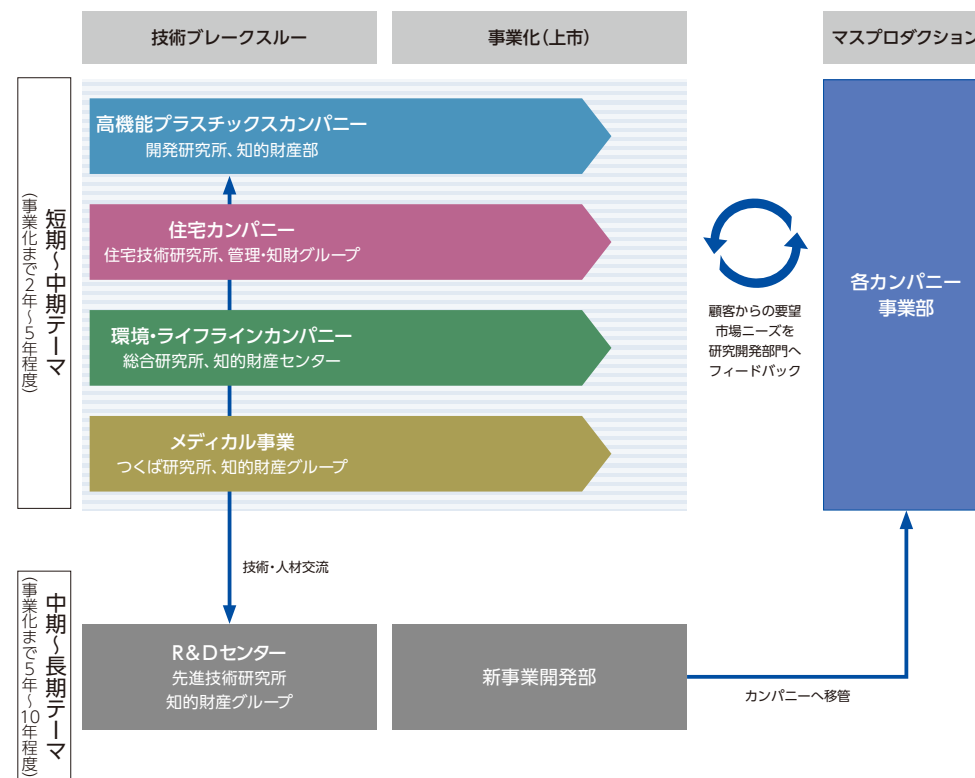 技術ブレークスルー
事業化(上市)
マスプロダクション
短期〜中期テーマ
(事業化まで2年〜5年程度)
高機能プラスチックスカンパニー
開発研究所、知的財産部
住宅カンパニー
住宅技術研究所、管理・知財グループ
環境・ライフラインカンパニー
総合研究所、知的財産センター
メディカル事業
つくば研究所、知的財産グループ
顧客からの要望
市場ニーズを
研究開発部門へ
フィードバック
各カンパニー
事業部
技術・人材交流
中期〜長期テーマ
(事業化まで5年〜10年程度)
R&Dセンター
先進技術研究所
知的財産グループ
新事業開発部
カンパニーへ移管